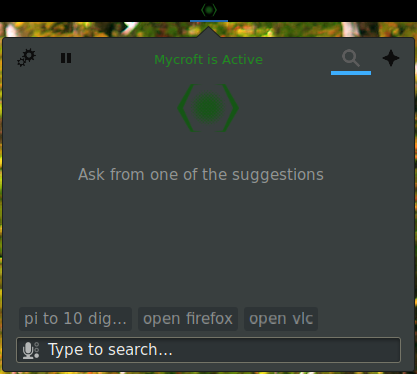 Mycroft is Active
Ask from one of the suggestions
pi to 10 dig... open firefox open vlc
Type to search...